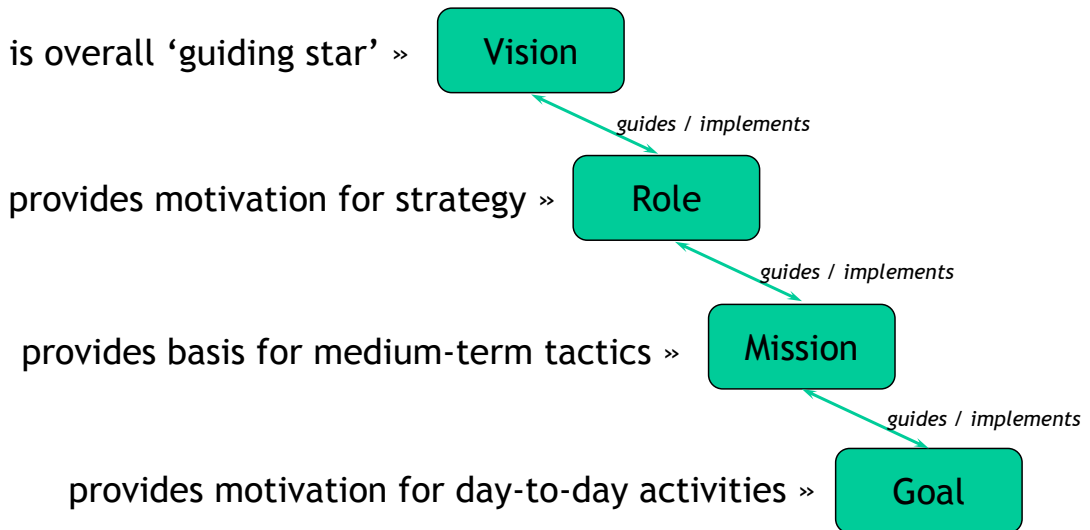 is overall ‘guiding star’ » Vision
guides / implements
provides motivation for strategy » Role
guides / implements
provides basis for medium-term tactics » Mission
guides / implements
provides motivation for day-to-day activities » Goal